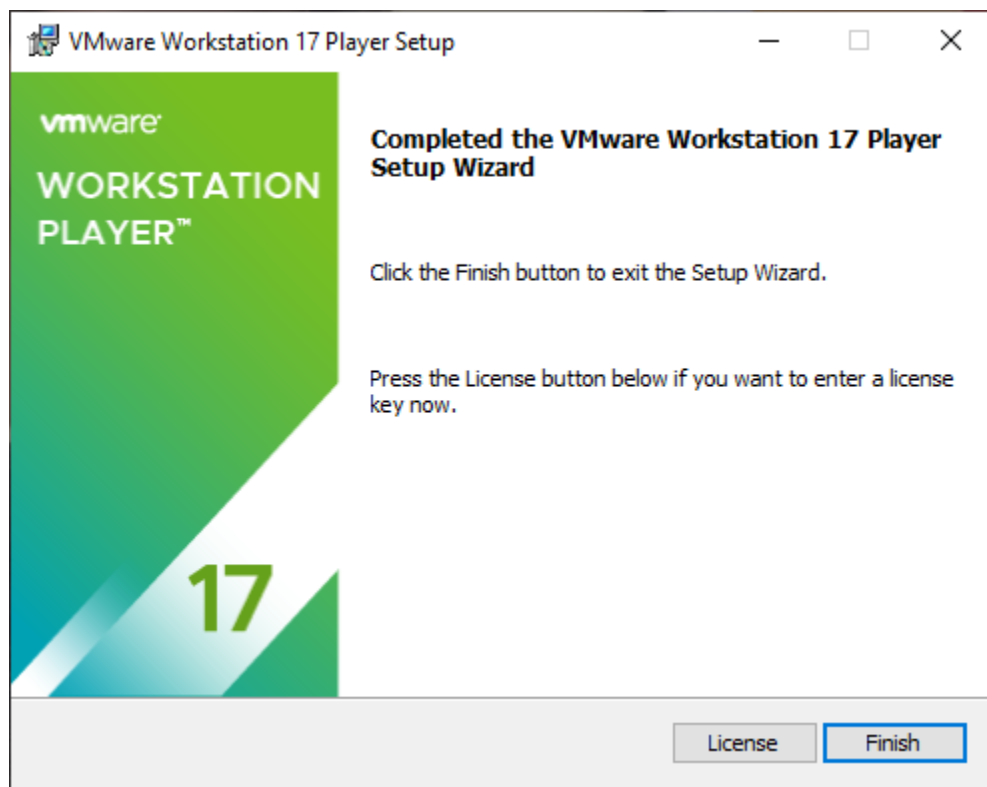 VMware Workstation 17 Player Setup
vmware®
WORKSTATION
PLAYER™
Completed the VMware Workstation 17 Player
Setup Wizard
Click the Finish button to exit the Setup Wizard.
Press the License button below if you want to enter a license
key now.
17
License
Finish